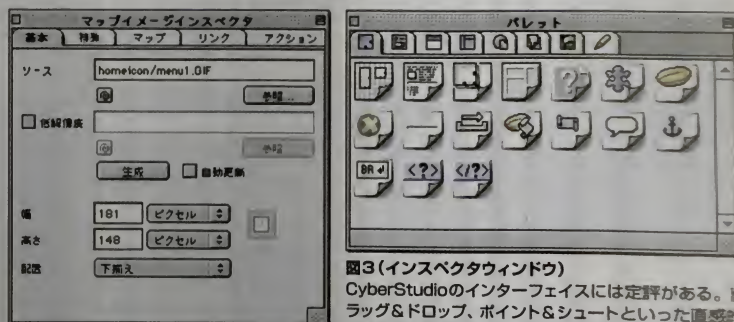 マップイメージインスペクタ
基本 特殊 マップ リンク アクション
ソース homeicon/menu1.GIF
参照...
低解像度
参照...
生成 自動更新
幅 181 ピクセル
高さ 148 ピクセル
配置 下揃え
パレット
BR <?> </?>
図3(インスペクタウィンドウ)
CyberStudioのインターフェイスには定評がある。
ラッグ&ドロップ、ポイント&シュートといった直感